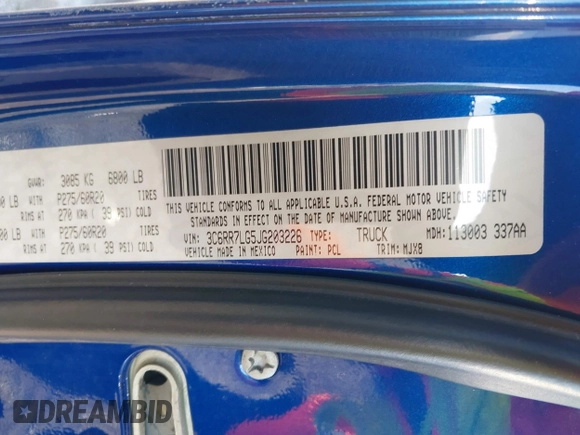 GVWR: 3085 KG 6800 LB
LB P275/60R20 TIRES
RIMS AT 270 KPA ( 39 PSI) COLD
00 LB P275/60R20 TIRES
RIMS AT 270 KPA ( 39 PSI) COLD
THIS VEHICLE CONFORMS TO ALL APPLICABLE U.S.A. FEDERAL MOTOR VEHICLE SAFETY
STANDARDS IN EFFECT ON THE DATE OF MANUFACTURE SHOWN ABOVE.
VIN: 3C6RR7LG5JG203226 TYPE: TRUCK MDH: 113003 337AA
VEHICLE MADE IN MEXICO PAINT: PCL TRIM: MJX8
DREAMBID